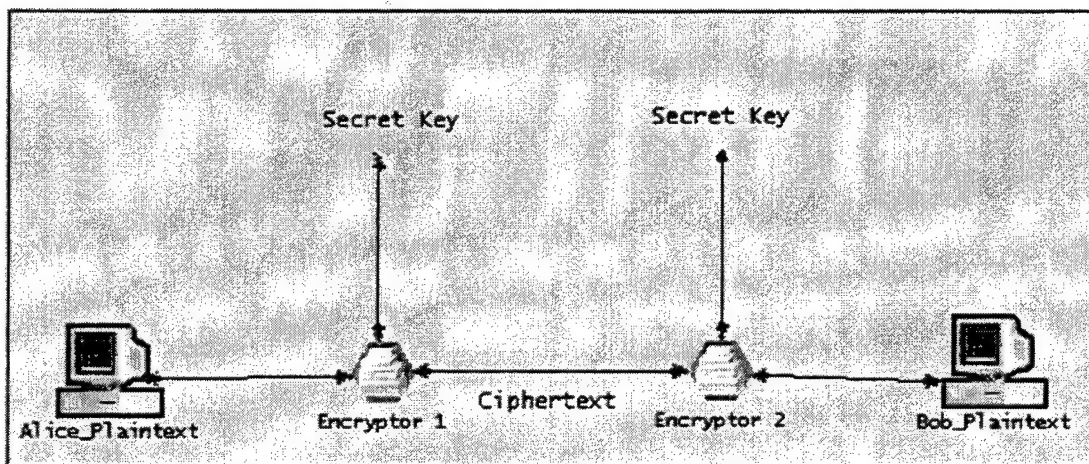 Secret Key
Secret Key
Ciphertext
Alice_Plaintext
Encryptor 1
Encryptor 2
Bob_Plaintext